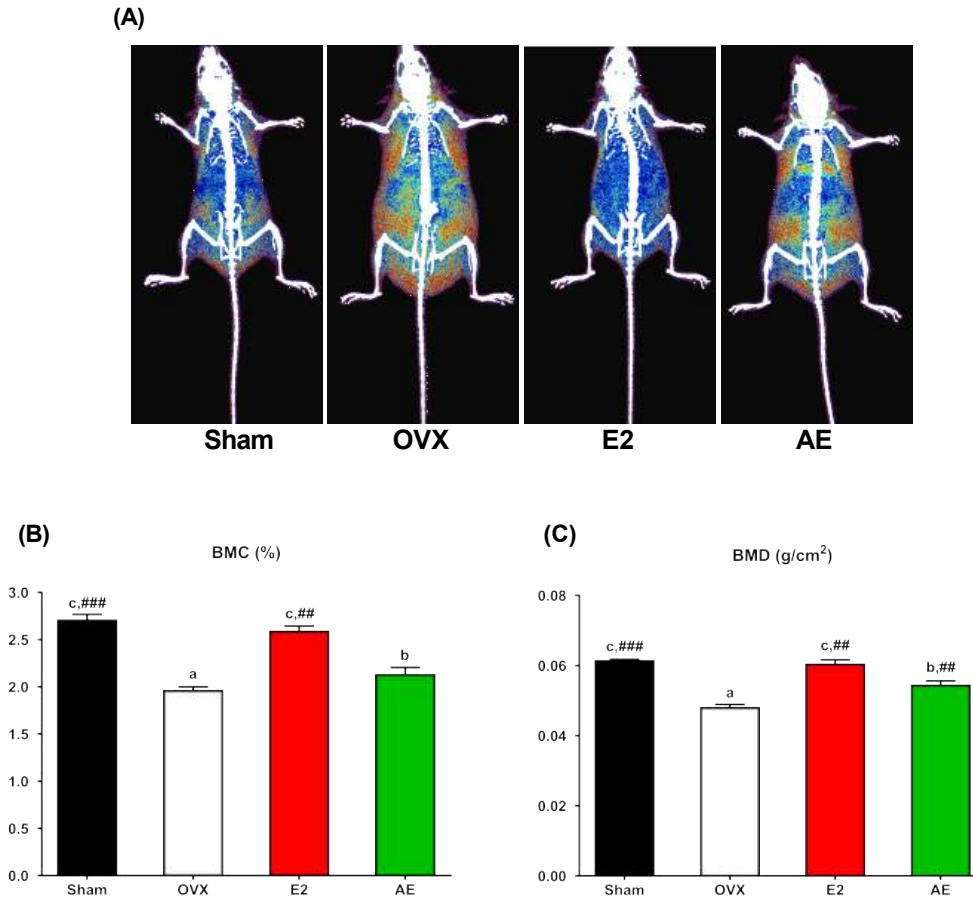 (A)
Sham OVX E2 AE
(B)
BMC (%)
3.0
2.5
2.0
1.5
1.0
0.5
0.0
c,###
a
c,##
b
Sham OVX E2 AE
(C)
BMD (g/cm²)
0.08
0.06
0.04
0.02
0.00
c,###
a
c,##
b,##
Sham OVX E2 AE